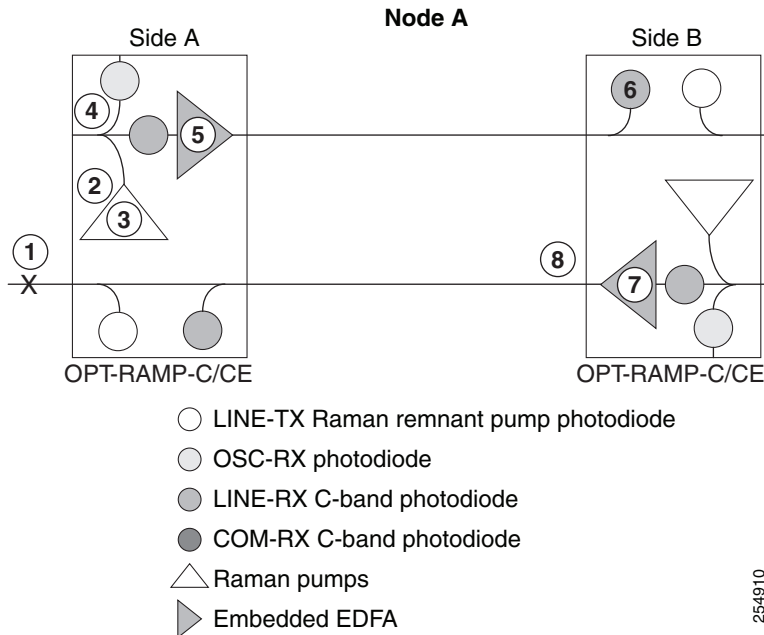 Node A
Side A
Side B
4
5
6
2
3
1
8
7
OPT-RAMP-C/CE
OPT-RAMP-C/CE
LINE-TX Raman remnant pump photodiode
OSC-RX photodiode
LINE-RX C-band photodiode
COM-RX C-band photodiode
Raman pumps
Embedded EDFA
254910